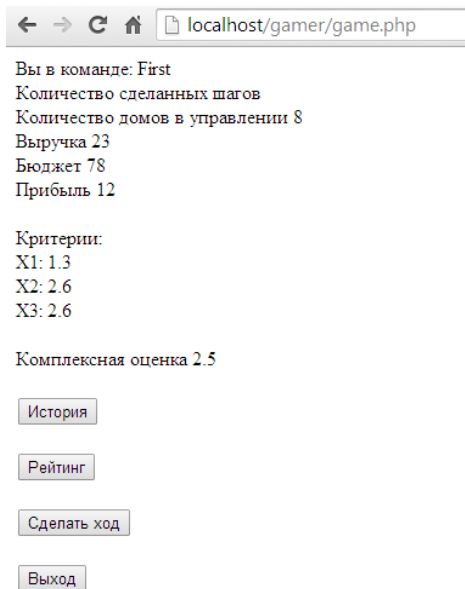 localhost/gamer/game.php
Вы в команде: First
Количество сделанных шагов
Количество домов в управлении 8
Выручка 23
Бюджет 78
Прибыль 12
Критерии:
X1: 1.3
X2: 2.6
X3: 2.6
Комплексная оценка 2.5
История
Рейтинг
Сделать ход
Выход